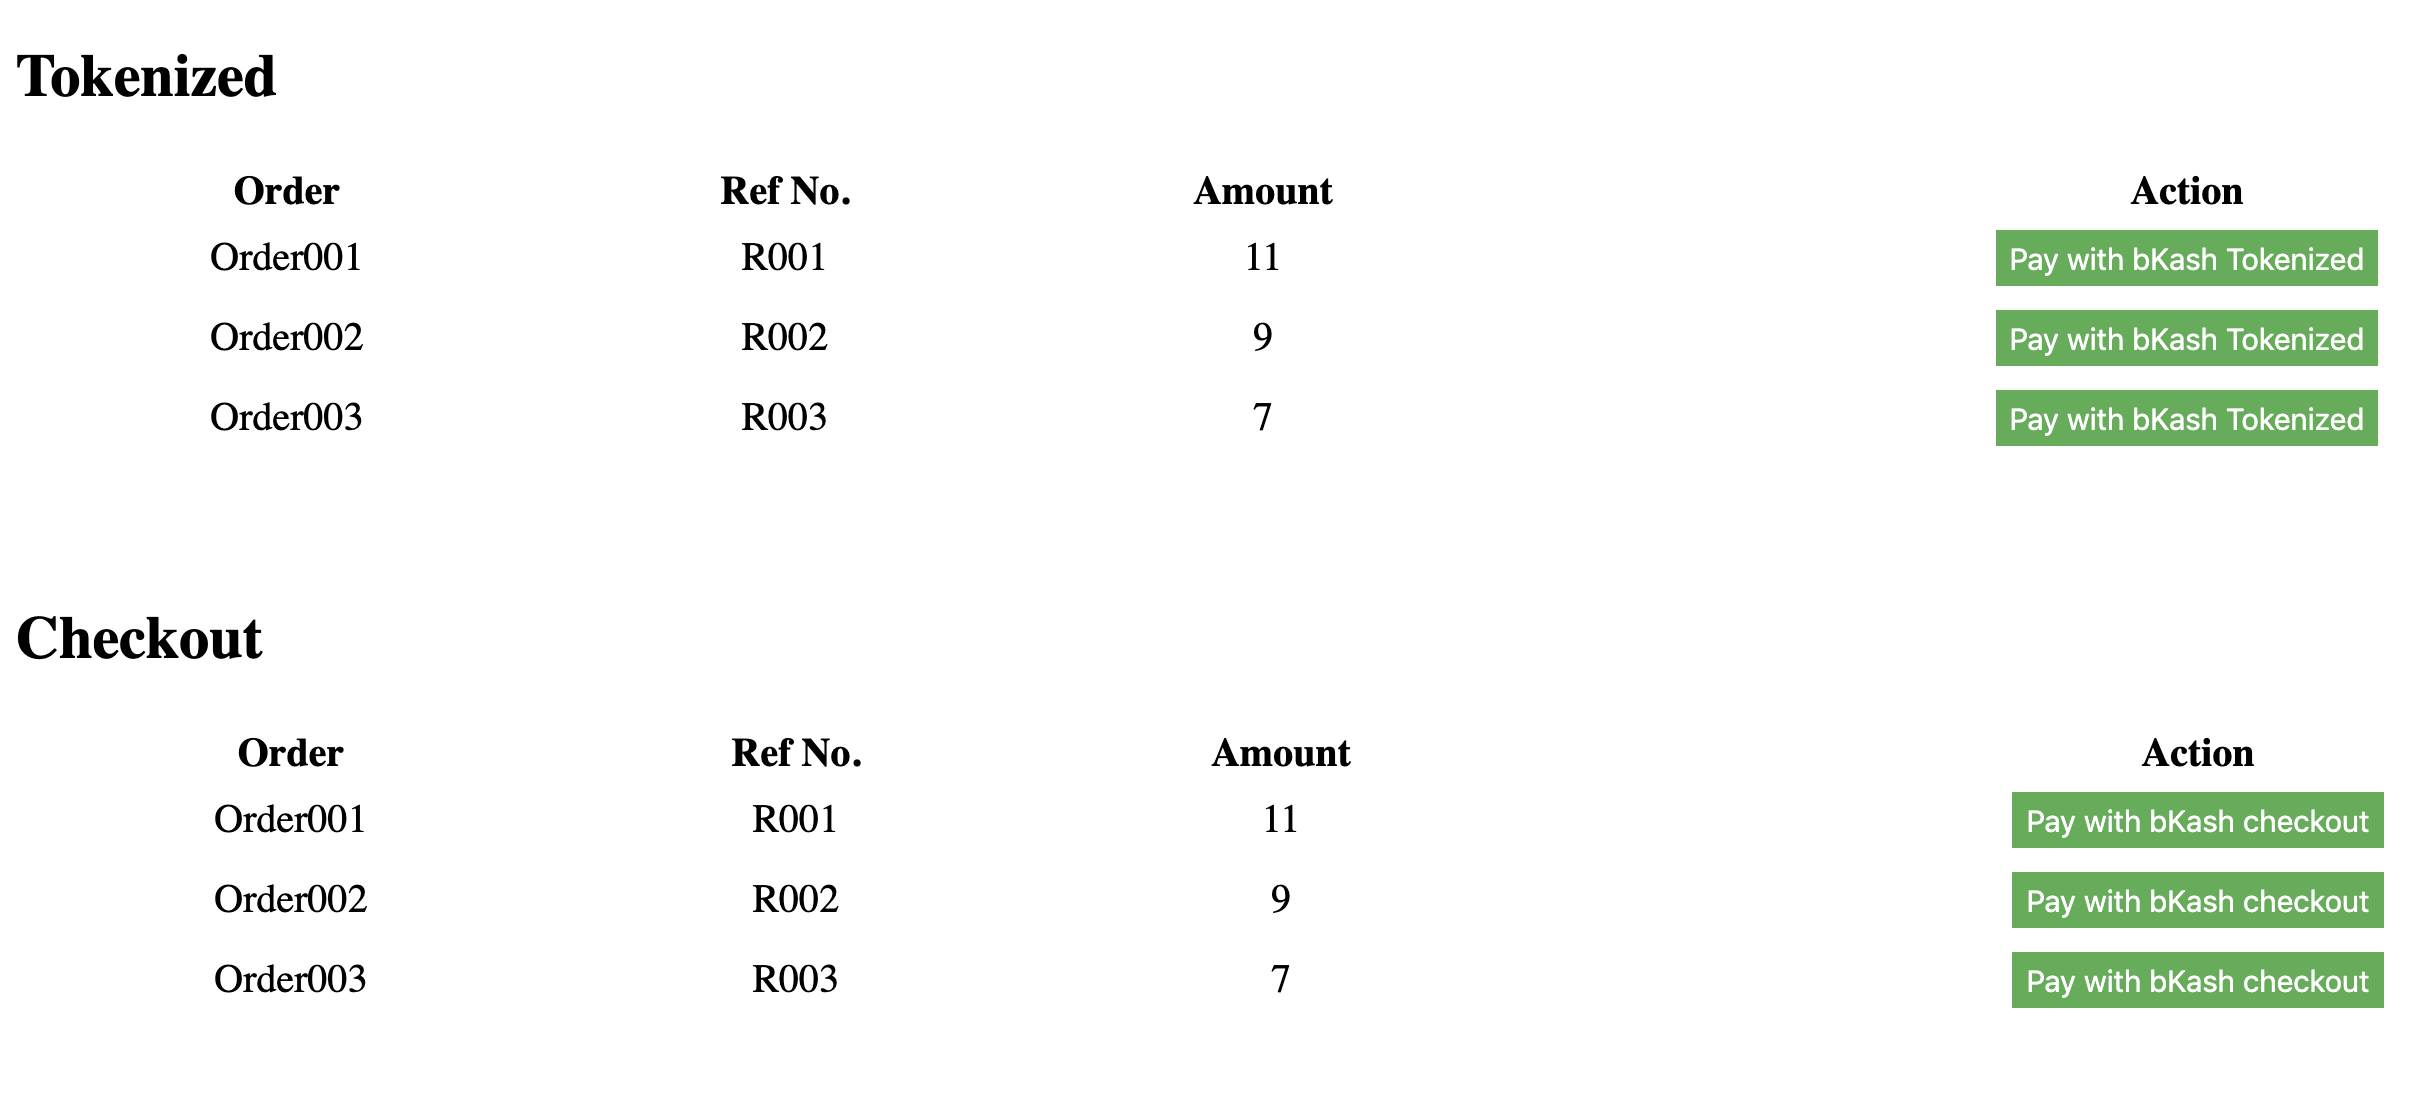 Tokenized
Order Ref No. Amount Action
Order001 R001 11 Pay with bKash Tokenized
Order002 R002 9 Pay with bKash Tokenized
Order003 R003 7 Pay with bKash Tokenized
Checkout
Order Ref No. Amount Action
Order001 R001 11 Pay with bKash checkout
Order002 R002 9 Pay with bKash checkout
Order003 R003 7 Pay with bKash checkout